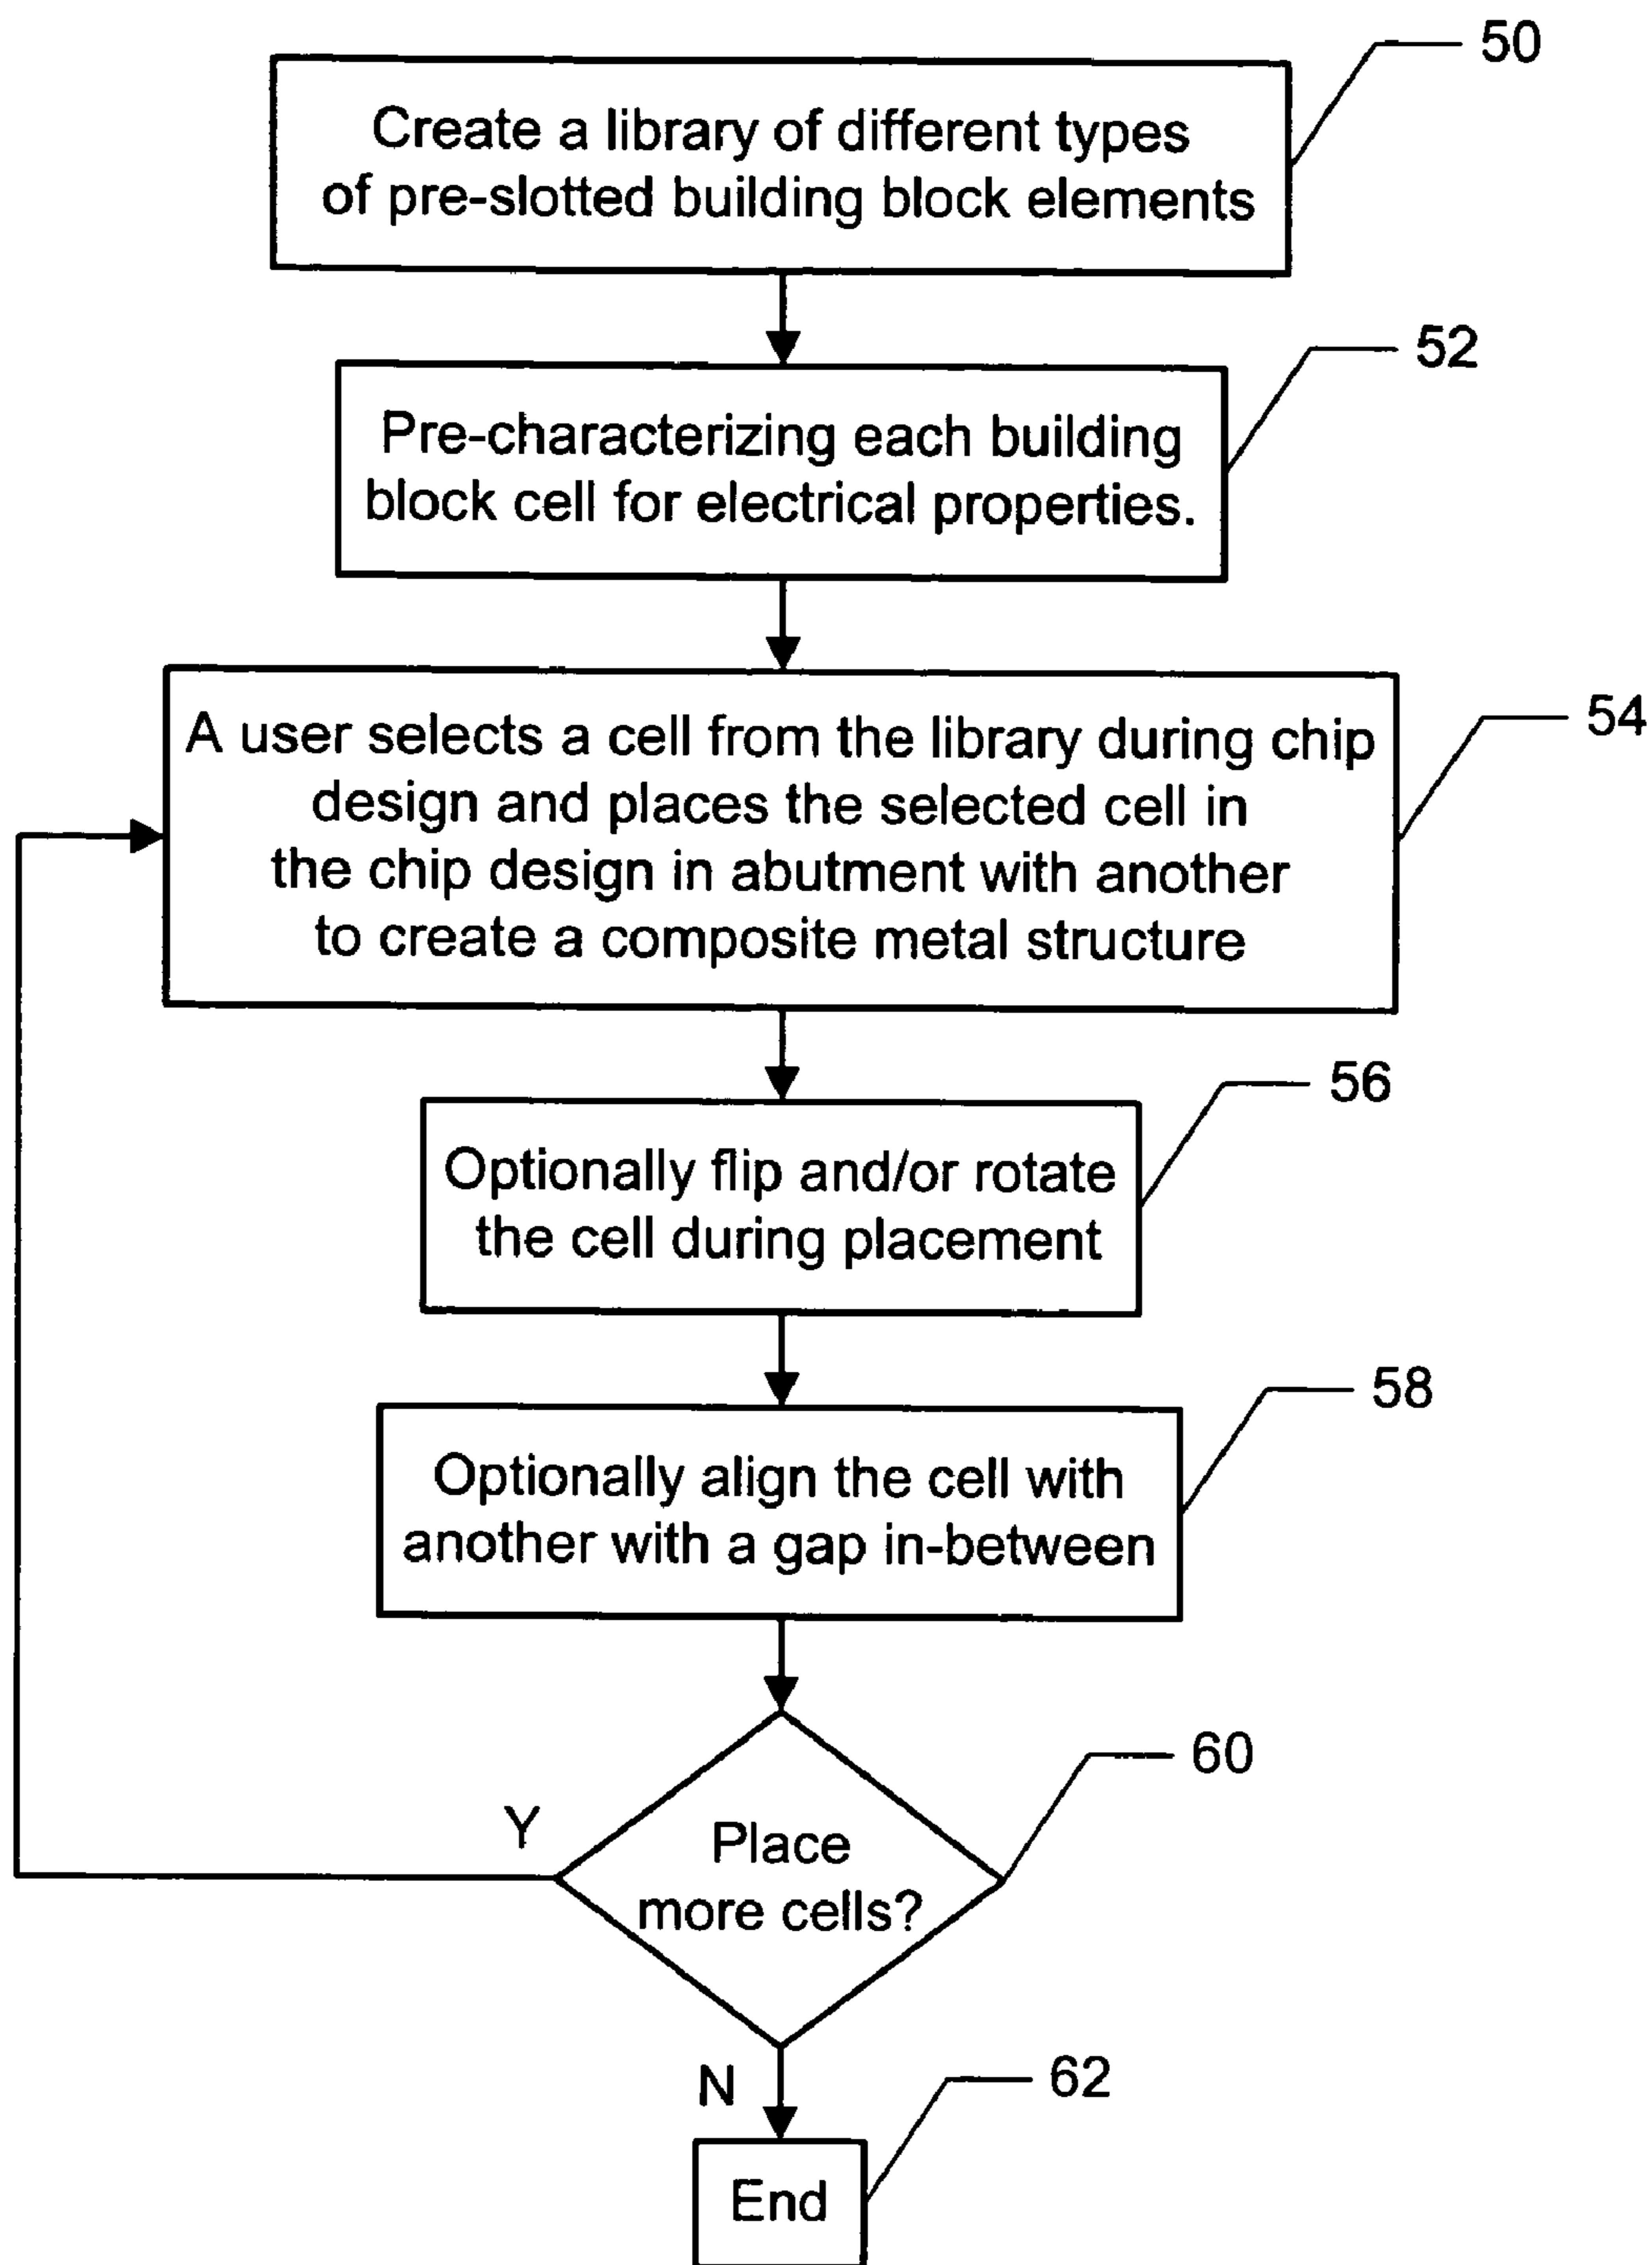 50
Create a library of different types
of pre-slotted building block elements
52
Pre-characterizing each building
block cell for electrical properties.
54
A user selects a cell from the library during chip
design and places the selected cell in
the chip design in abutment with another
to create a composite metal structure
56
Optionally flip and/or rotate
the cell during placement
58
Optionally align the cell with
another with a gap in-between
60
Y
Place
more cells?
N
62
End